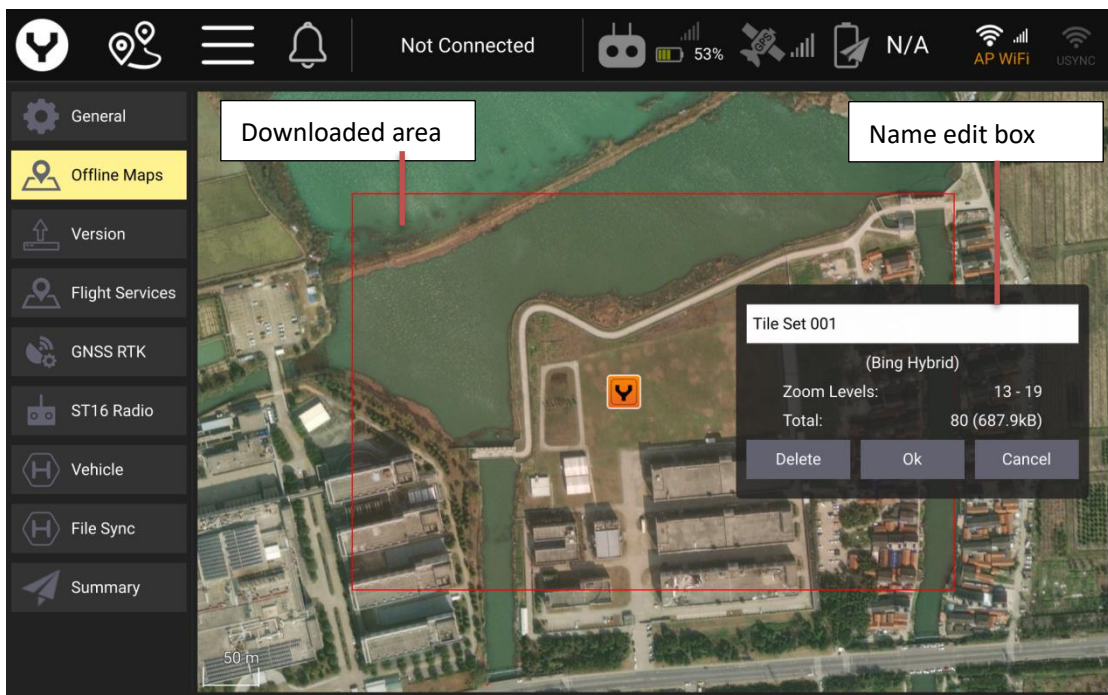 Not Connected
53%
GPS
N/A
AP WiFi
USYNC
General
Offline Maps
Version
Flight Services
GNSS RTK
ST16 Radio
Vehicle
File Sync
Summary
Downloaded area
Name edit box
Tile Set 001
(Bing Hybrid)
Zoom Levels: 13 - 19
Total: 80 (687.9kB)
Delete Ok Cancel
50 m